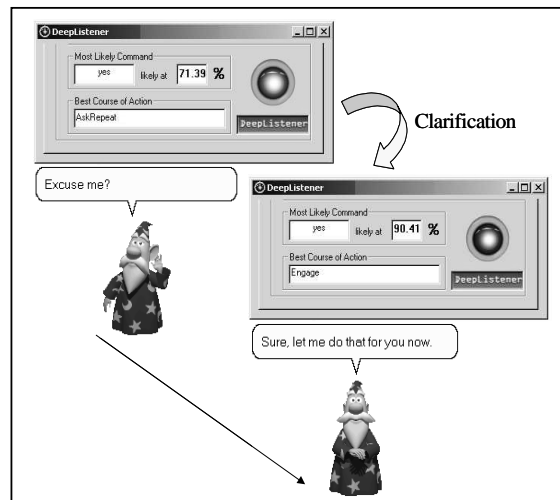 DeepListener
Most Likely Command
yes likely at 71.39 %
Best Course of Action
AskRepeat
DeepListener
Clarification
Excuse me?
DeepListener
Most Likely Command
yes likely at 90.41 %
Best Course of Action
Engage
DeepListener
Sure, let me do that for you now.